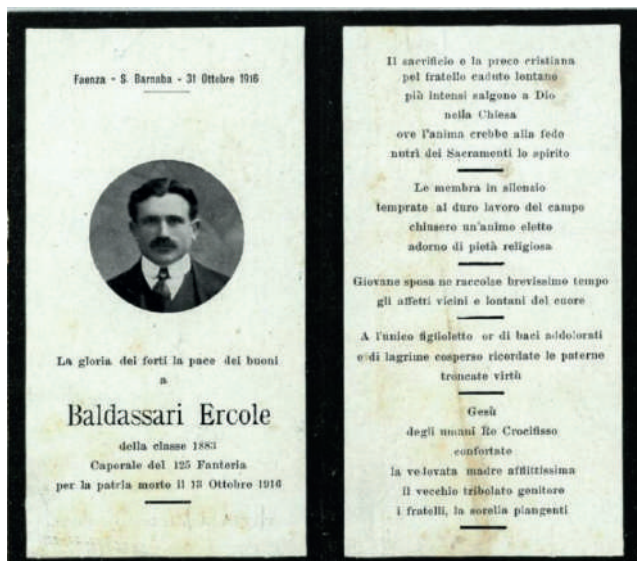 Faenza - S. Barnaba - 31 Ottobre 1916
La gloria dei forti la pace dei buoni
a
Baldassari Ercole
della classe 1883
Caporale del 125 Fanteria
per la patria morto il 13 Ottobre 1916
Il sacrificio e la prece cristiana
pel fratello caduto lontano
più intensi salgono a Dio
nella Chiesa
ove l'anima crebbe alla fede
nutrì dei Sacramenti lo spirito
Le membra in silenzio
temprate al duro lavoro del campo
chiusero un'animo eletto
adorno di pietà religiosa
Giovane sposa ne raccolse brevissimo tempo
gli affetti vicini e lontani del cuore
A l'unico figlioletto or di baci addolorati
e di lagrime cosperso ricordate le paterne
troncate virtù
Gesù
degli umani Re Crocifisso
confortate
la vedovata madre afflittissima
il vecchio tribolato genitore
i fratelli, la sorella piangenti